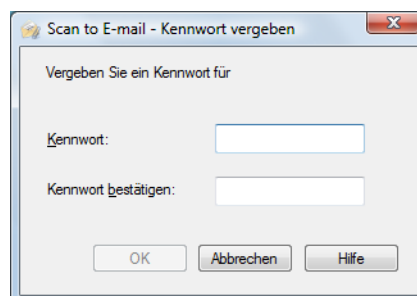 Scan to E-mail - Kennwort vergeben
Vergeben Sie ein Kennwort für
Kennwort:
Kennwort bestätigen:
OK Abbrechen Hilfe